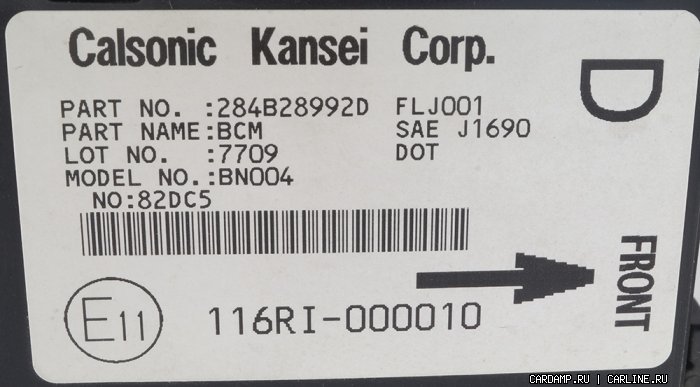 Calsonic Kansei Corp.
D
PART NO. :284B28992D FLJ001
PART NAME:BCM SAE J1690
LOT NO. :7709 DOT
MODEL NO.:BN004
NO:82DC5
FRONT
E11
116RI-000010
CARDAMP.RU | CARLINE.RU